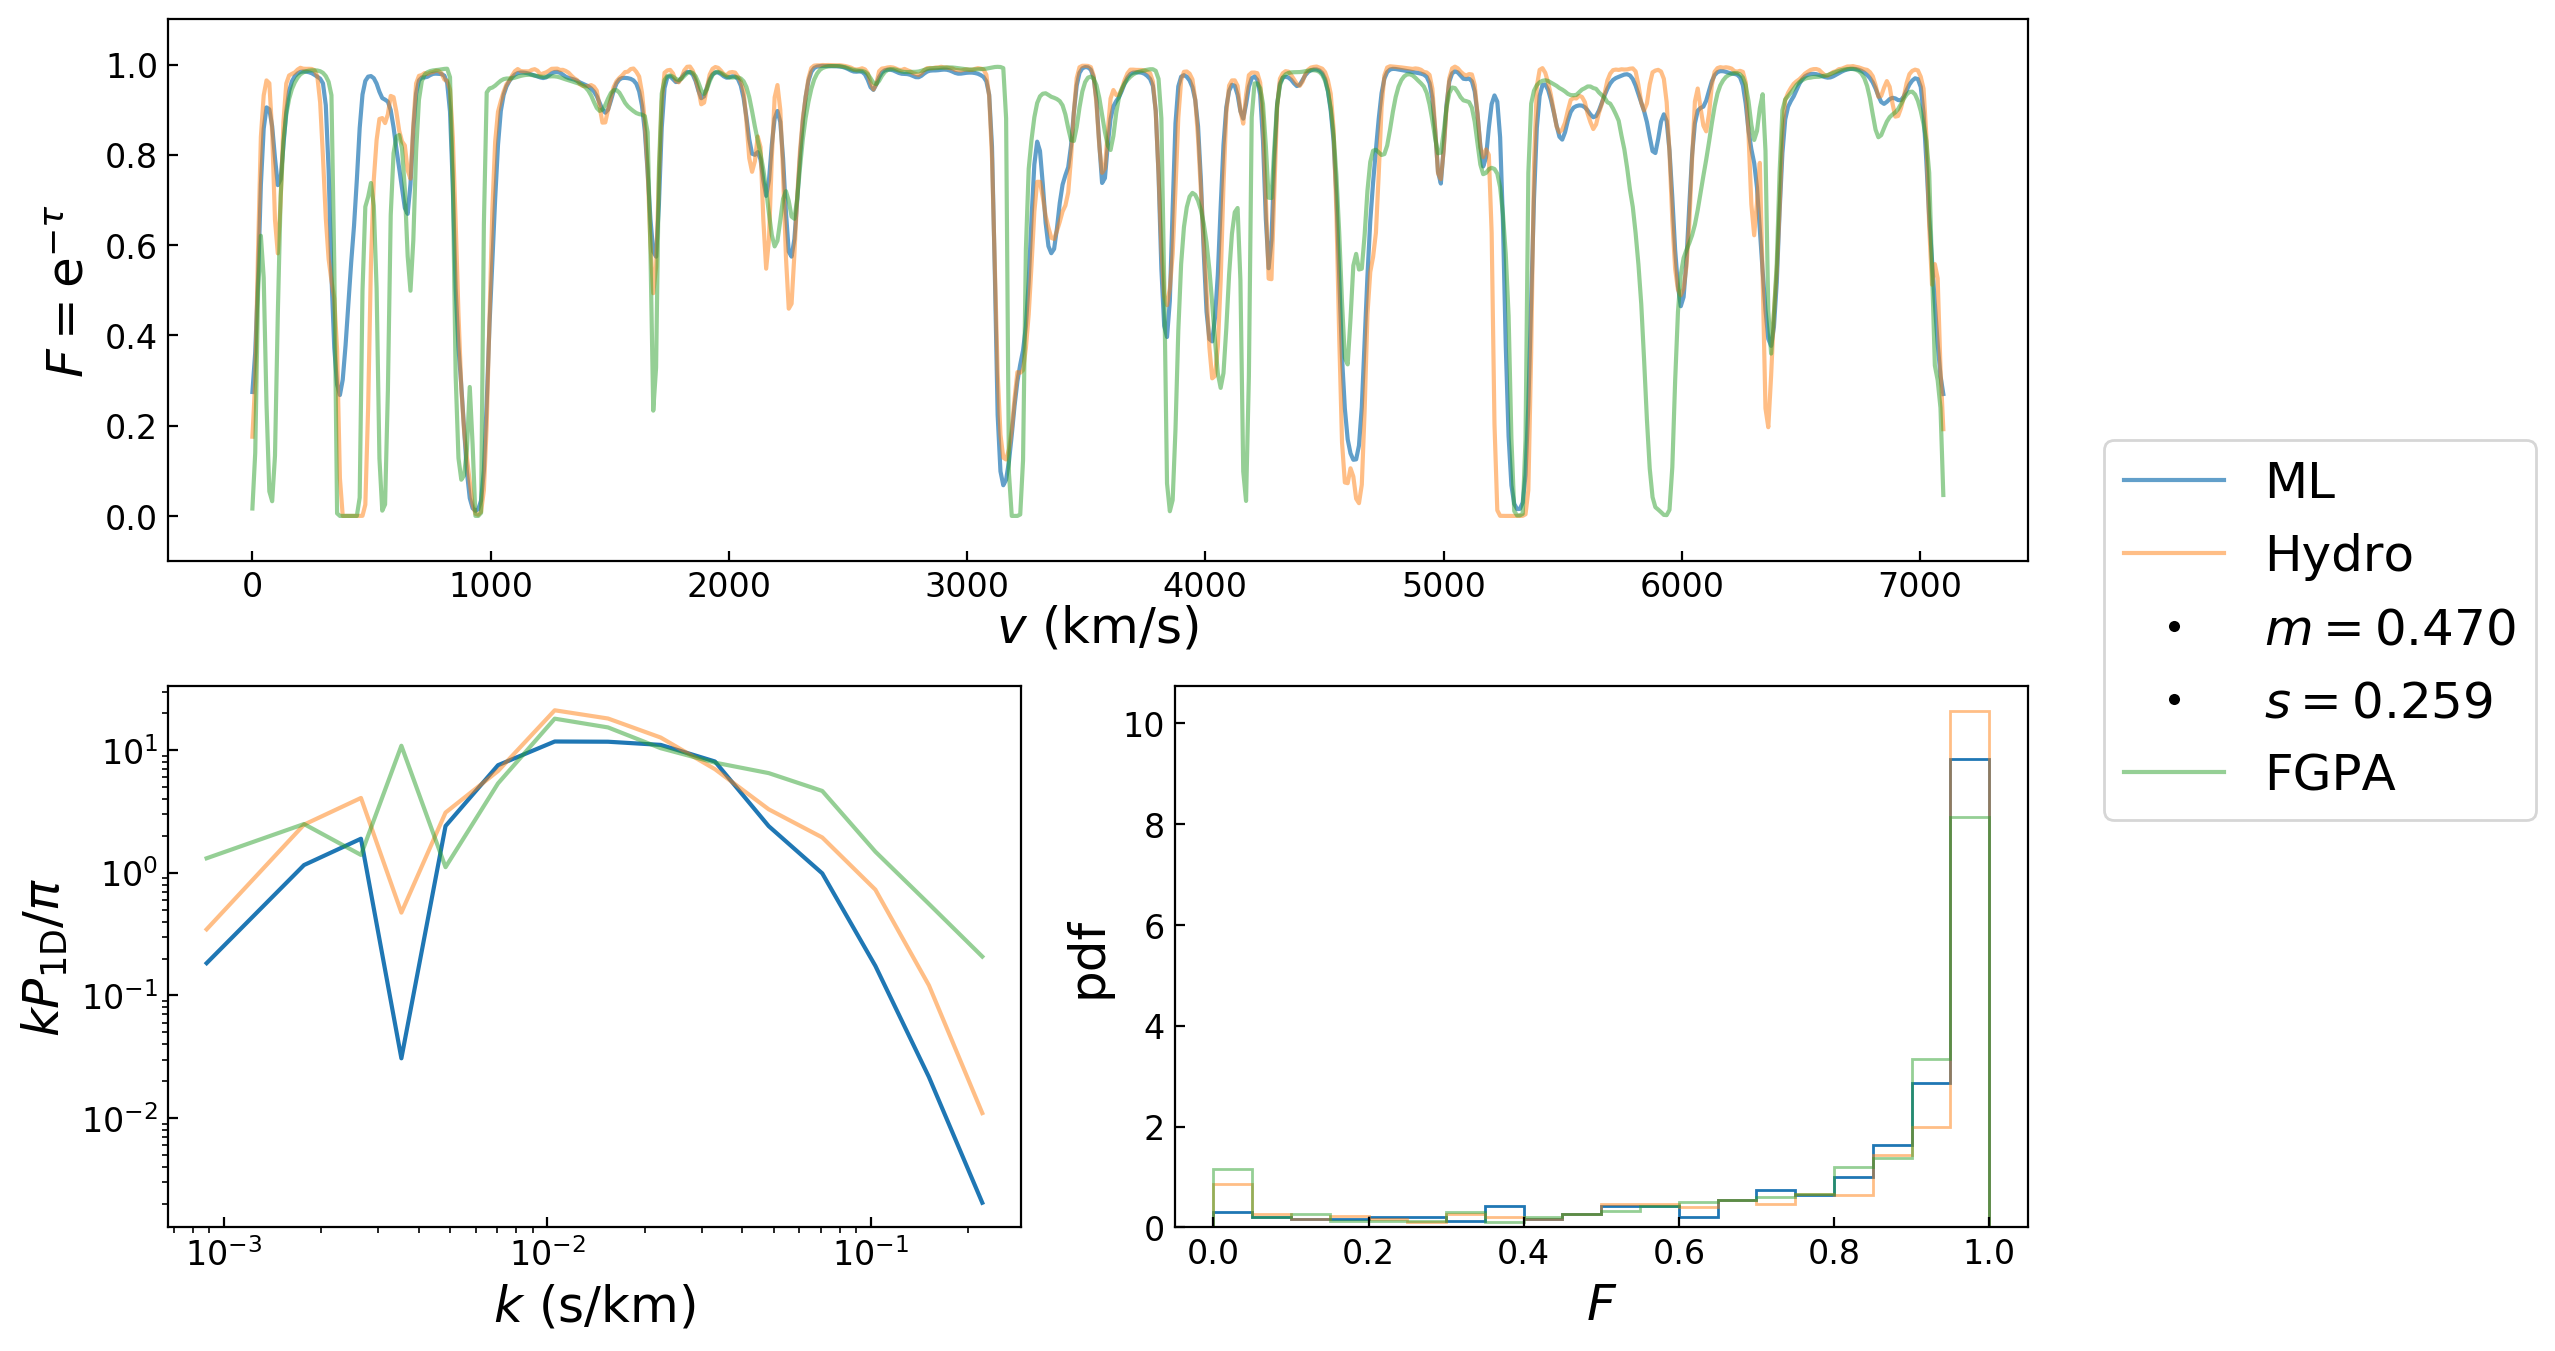 F = e^{-τ}
1.0
0.8
0.6
0.4
0.2
0.0
0 1000 2000 3000 4000 5000 6000 7000
v (km/s)
ML
Hydro
m = 0.470
s = 0.259
FGPA
kP_{1D}/π
10^1
10^0
10^{-1}
10^{-2}
10^{-3} 10^{-2} 10^{-1}
k (s/km)
pdf
10
8
6
4
2
0
0.0 0.2 0.4 0.6 0.8 1.0
F